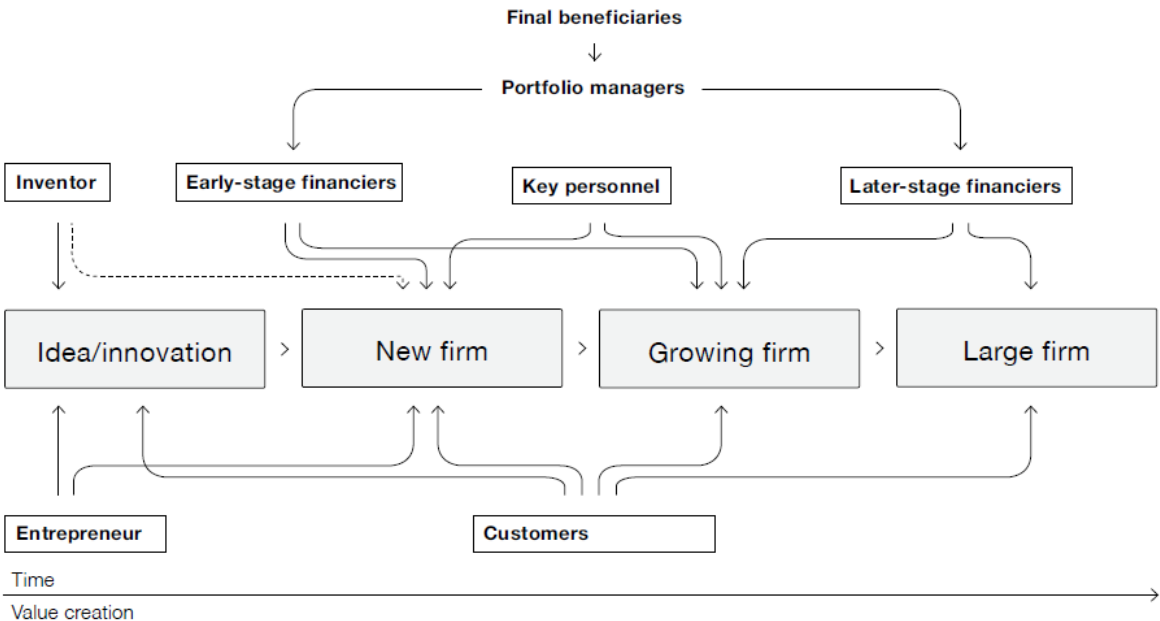 Final beneficiaries
Portfolio managers
Inventor
Early-stage financiers
Key personnel
Later-stage financiers
Idea/innovation
>
New firm
>
Growing firm
>
Large firm
Entrepreneur
Customers
Time
Value creation